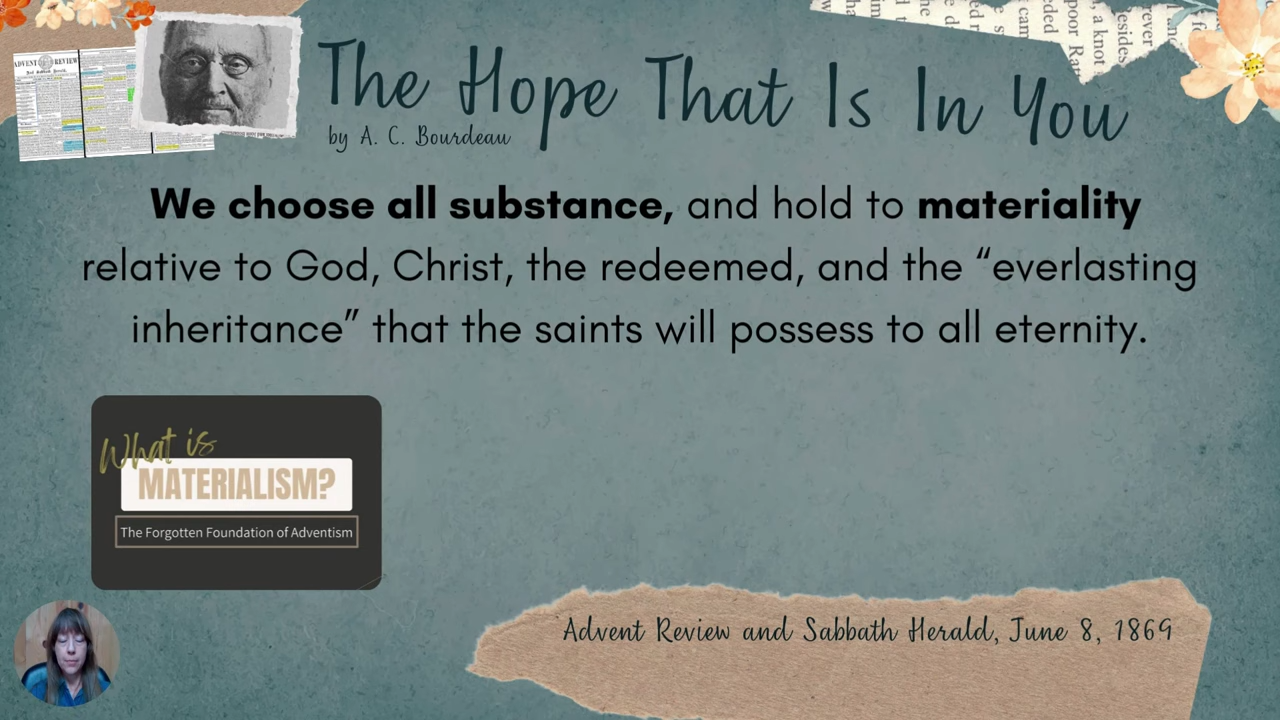 The Hope That Is In You
by A. C. Bourdeau
ADVENT REVIEW
We choose all substance, and hold to materiality
relative to God, Christ, the redeemed, and the “everlasting
inheritance” that the saints will possess to all eternity.
What is
MATERIALISM?
The Forgotten Foundation of Adventism
Advent Review and Sabbath Herald, June 8, 1869